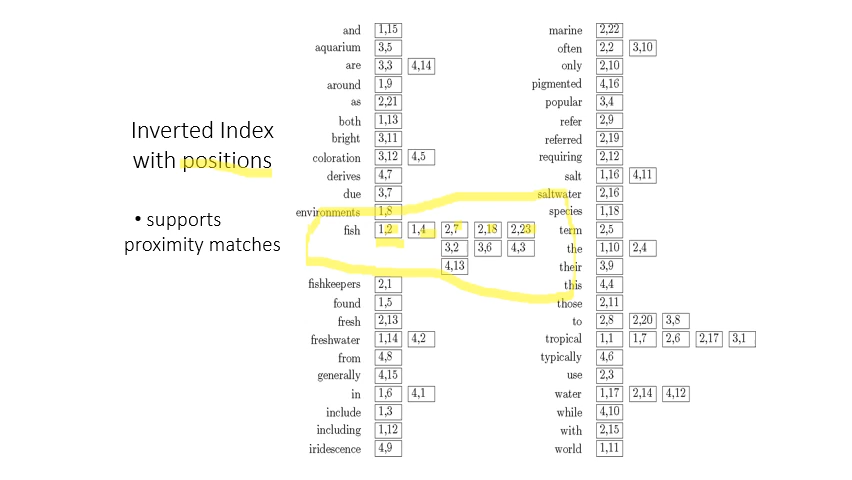 Inverted Index
with positions
• supports
proximity matches
and 1,15
aquarium 3,5
are 3,3 4,14
around 1,9
as 2,21
both 1,13
bright 3,11
coloration 3,12 4,5
derives 4,7
due 3,7
environments 1,8
fish 1,2 1,4 2,7 2,18 2,23
3,2 3,6 4,3
4,13
fishkeepers 2,1
found 1,5
fresh 2,13
freshwater 1,14 4,2
from 4,8
generally 4,15
in 1,6 4,1
include 1,3
including 1,12
iridescence 4,9
marine 2,22
often 2,2 3,10
only 2,10
pigmented 4,16
popular 3,4
refer 2,9
referred 2,19
requiring 2,12
salt 1,16 4,11
saltwater 2,16
species 1,18
term 2,5
the 1,10 2,4
their 3,9
this 4,4
those 2,11
to 2,8 2,20 3,8
tropical 1,1 1,7 2,6 2,17 3,1
typically 4,6
use 2,3
water 1,17 2,14 4,12
while 4,10
with 2,15
world 1,11